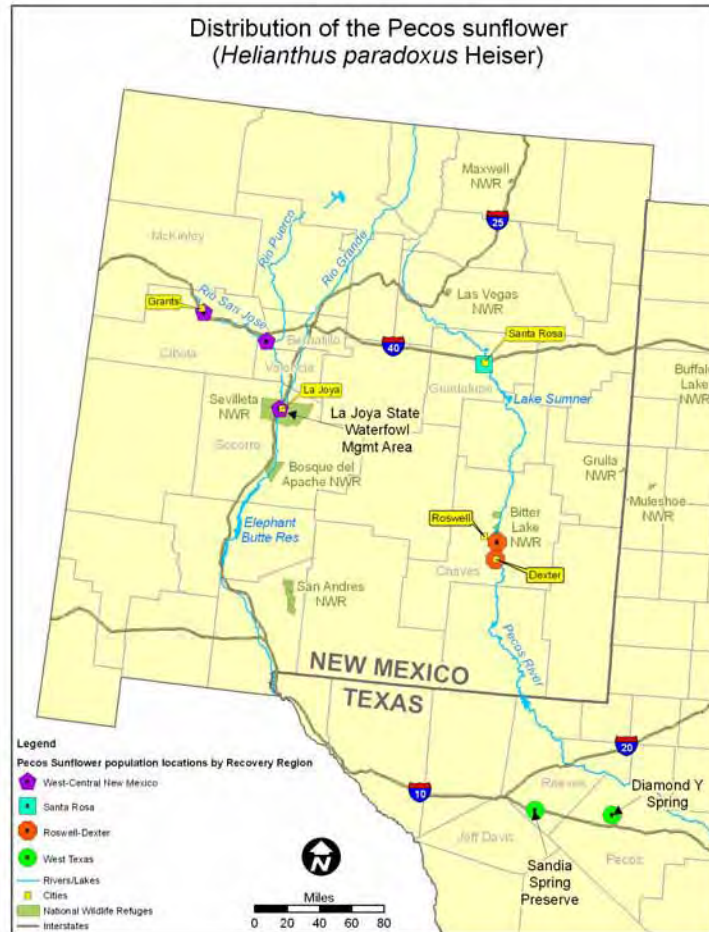 Distribution of the Pecos sunflower
(Helianthus paradoxus Heiser)
Maxwell
NWR
25
McKinley
Rio Puerco
Rio Grande
Las Vegas
NWR
Grants
Rio San Jose
Bernalillo
Santa Rosa
40
Cibola
Valencia
Guadalupe
Buffalo
Lake
NWR
La Joya
Sevilleta
NWR
La Joya State
Waterfowl
Mgmt Area
Lake Sumner
Socorro
Bosque del
Apache NWR
Grulla
NWR
Muleshoe
NWR
Roswell
Bitter
Lake
NWR
Elephant
Butte Res
Dexter
Chaves
San Andres
NWR
Pecos River
NEW MEXICO
TEXAS
20
10
Reeves
Diamond Y
Spring
Jeff Davis
Pecos
Sandia
Spring
Preserve
Legend
Pecos Sunflower population locations by Recovery Region
West-Central New Mexico
Santa Rosa
Roswell-Dexter
West Texas
Rivers/Lakes
Cities
National Wildlife Refuges
Interstates
N
Miles
0 20 40 60 80